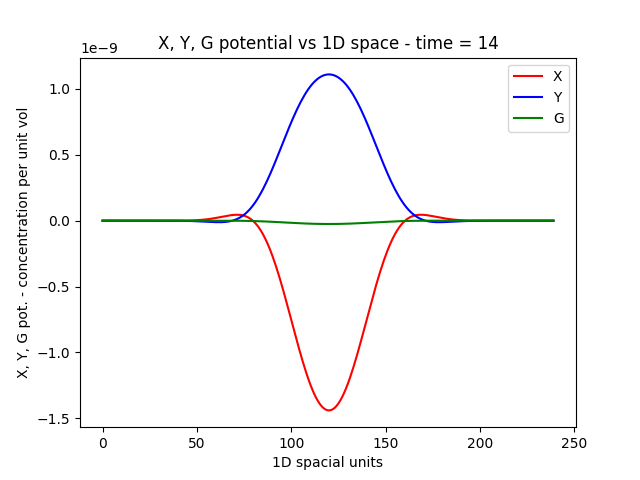 X, Y, G potential vs 1D space - time = 14
1e−9
X
Y
G
1.0
0.5
0.0
−0.5
−1.0
−1.5
X, Y, G pot. - concentration per unit vol
0 50 100 150 200 250
1D spacial units